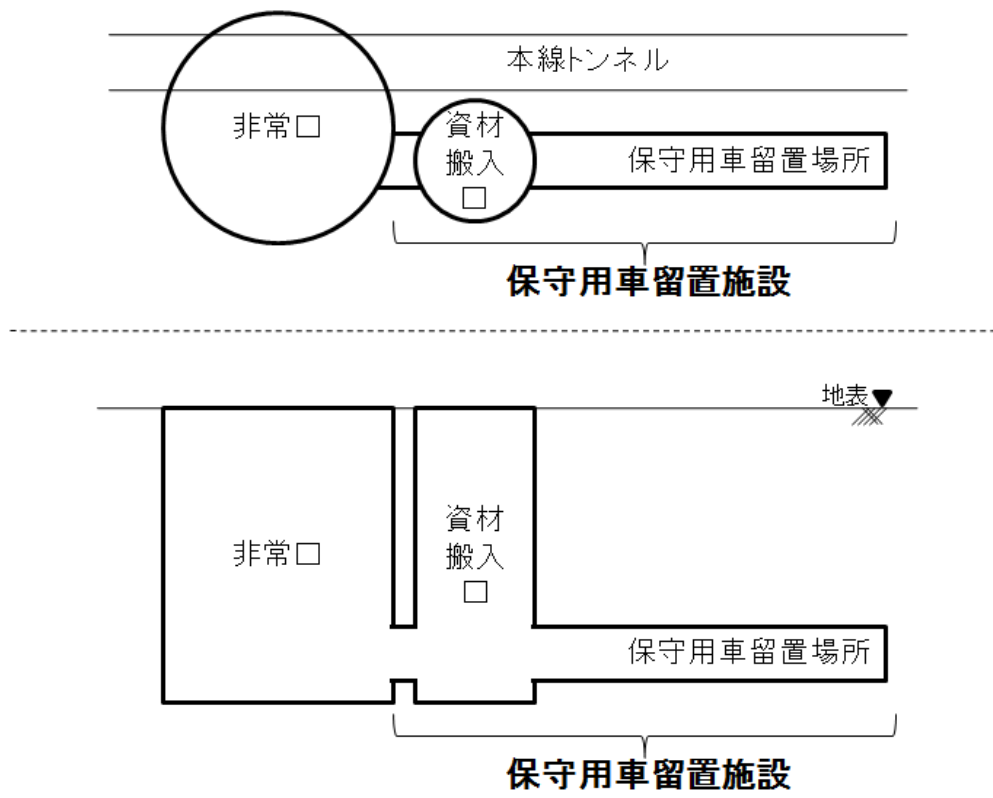 本線トンネル
非常口
資材
搬入
口
保守用車留置場所
保守用車留置施設
地表
非常口
資材
搬入
口
保守用車留置場所
保守用車留置施設